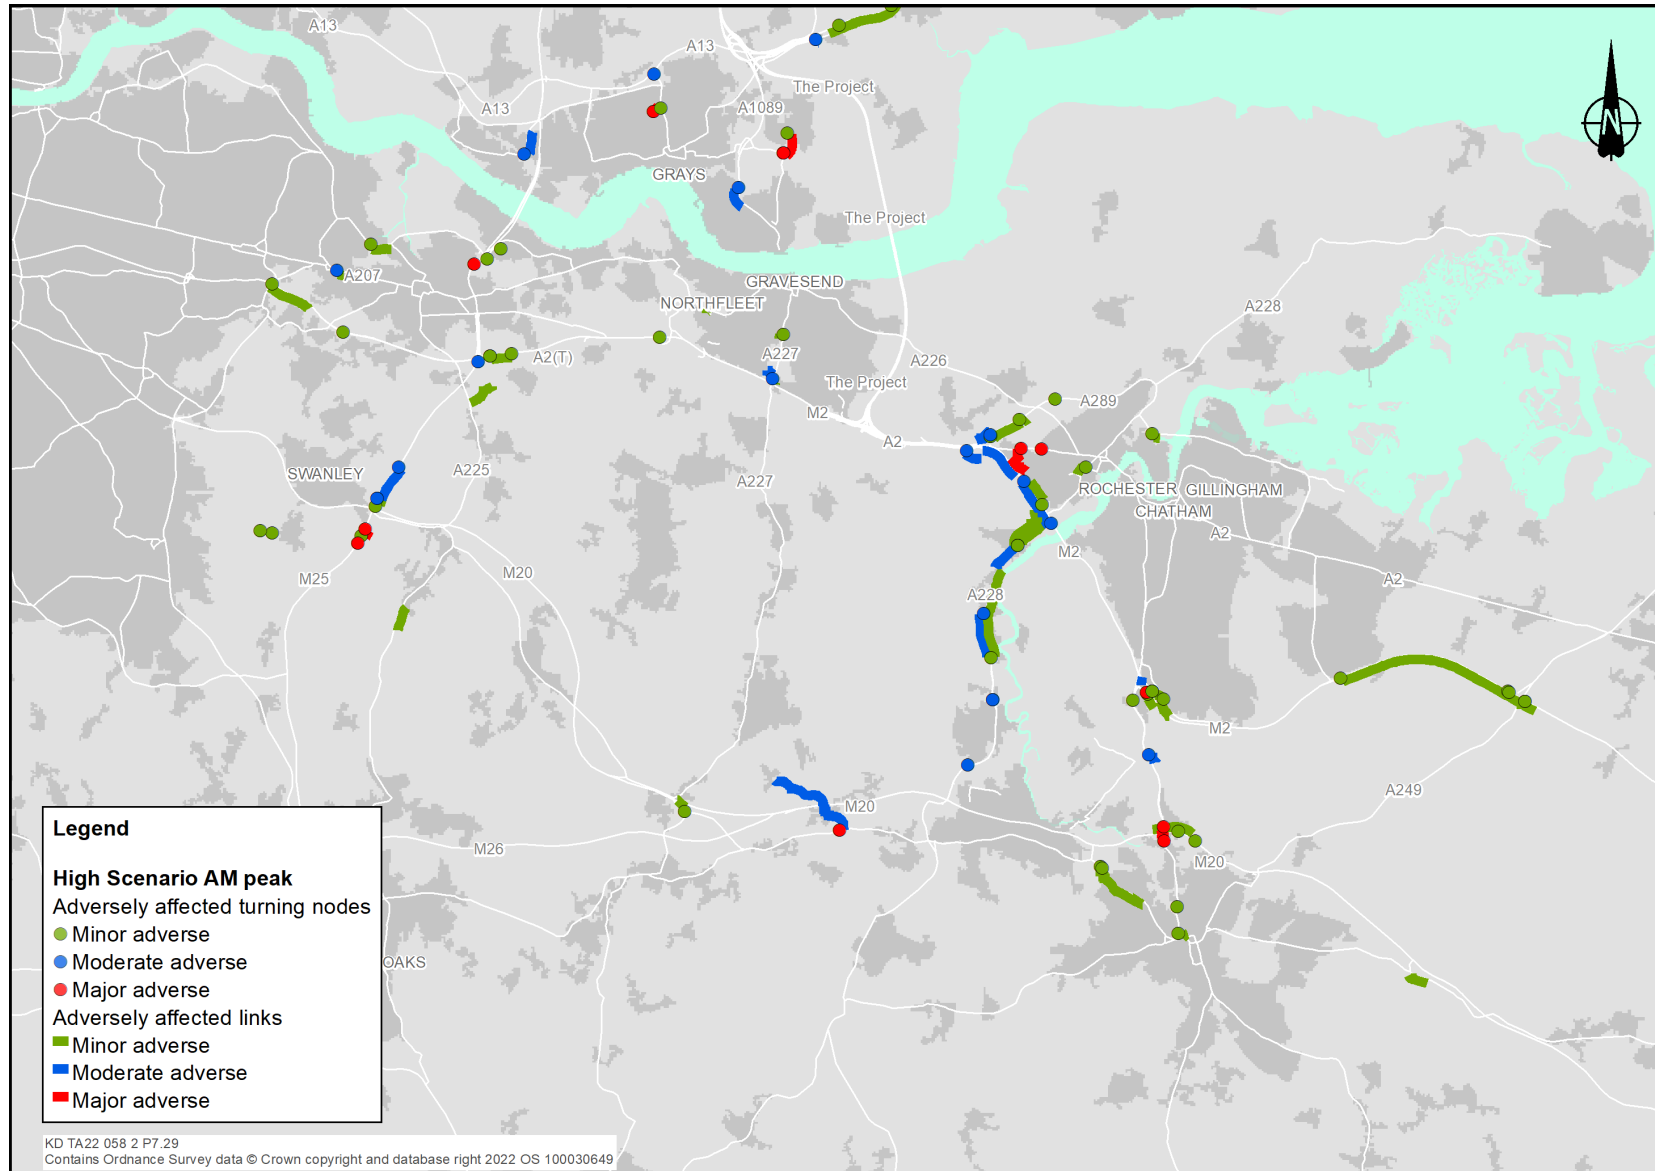 A13
A13
The Project
A13
A1089
GRAYS
The Project
A207
GRAVESEND
NORTHFLEET
A228
A2(T)
A227
A226
The Project
A289
M2
A2
SWANLEY
A225
A227
ROCHESTER
GILLINGHAM
CHATHAM
A2
M2
M25
M20
A2
A228
M2
A249
M20
M26
M20
OAKS
N
Legend
High Scenario AM peak
Adversely affected turning nodes
Minor adverse
Moderate adverse
Major adverse
Adversely affected links
Minor adverse
Moderate adverse
Major adverse
KD TA22 058 2 P7.29
Contains Ordnance Survey data © Crown copyright and database right 2022 OS 100030649